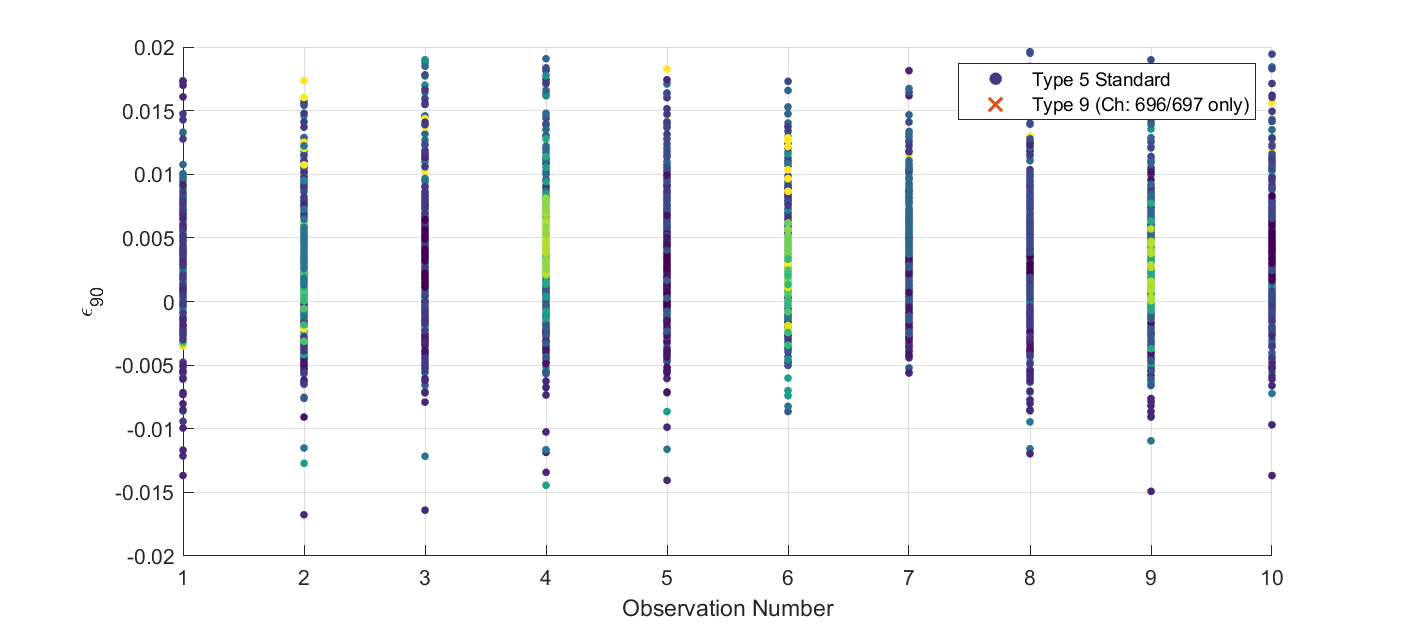 0.02
0.015
0.01
0.005
0
-0.005
-0.01
-0.015
-0.02
ϵ90
1 2 3 4 5 6 7 8 9 10
Observation Number
Type 5 Standard
Type 9 (Ch: 696/697 only)